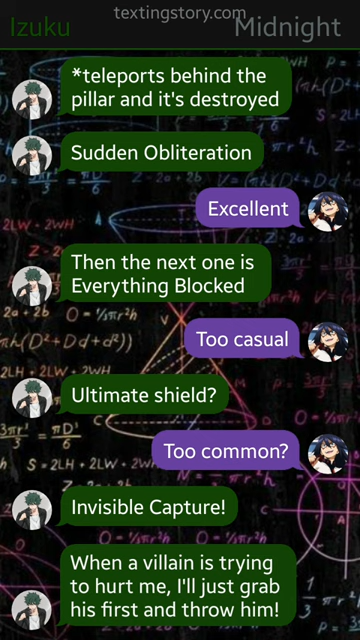 textingstory.com
Izuku
Midnight
*teleports behind the
pillar and it's destroyed
Sudden Obliteration
Excellent
Then the next one is
Everything Blocked
Too casual
Ultimate shield?
Too common?
Invisible Capture!
When a villain is trying
to hurt me, I'll just grab
his first and throw him!